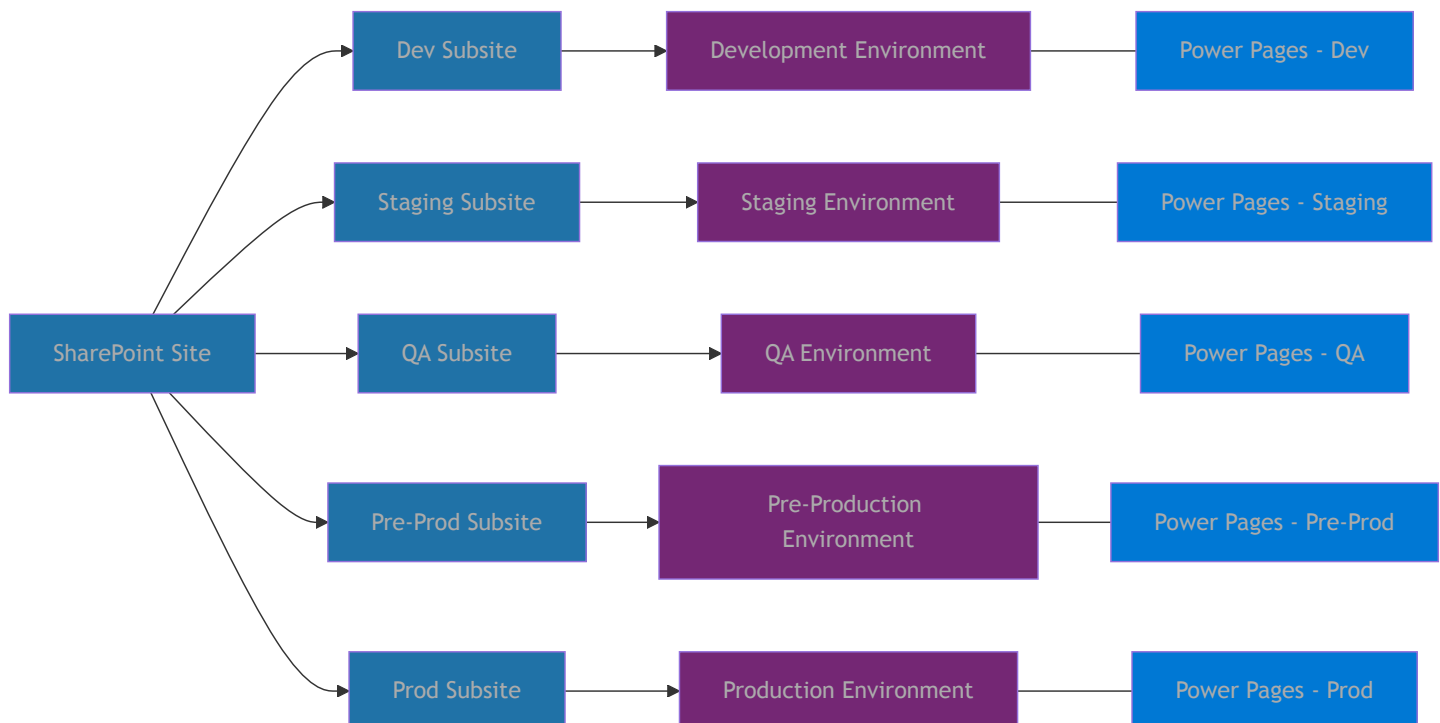 Dev Subsite
Development Environment
Power Pages - Dev
Staging Subsite
Staging Environment
Power Pages - Staging
SharePoint Site
QA Subsite
QA Environment
Power Pages - QA
Pre-Prod Subsite
Pre-Production
Environment
Power Pages - Pre-Prod
Prod Subsite
Production Environment
Power Pages - Prod